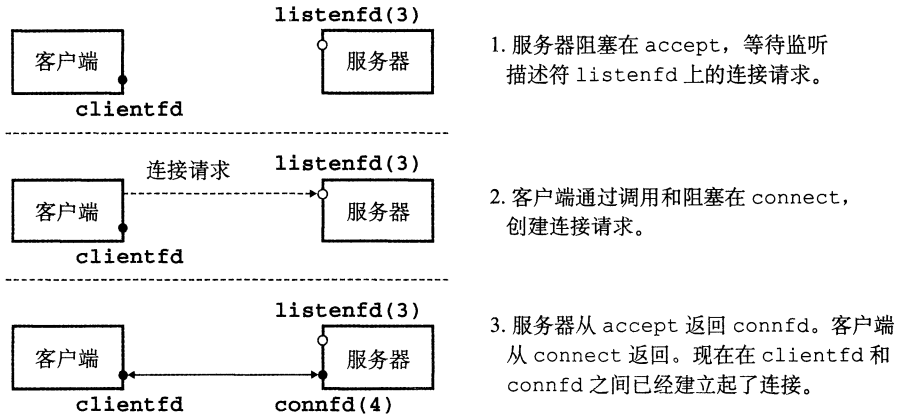 listenfd(3)
客户端
服务器
clientfd
1. 服务器阻塞在 accept，等待监听
描述符 listenfd 上的连接请求。
连接请求
listenfd(3)
客户端
服务器
clientfd
2. 客户端通过调用和阻塞在 connect，
创建连接请求。
listenfd(3)
客户端
服务器
clientfd
connfd(4)
3. 服务器从 accept 返回 connfd。客户端
从 connect 返回。现在在 clientfd 和
connfd 之间已经建立起了连接。